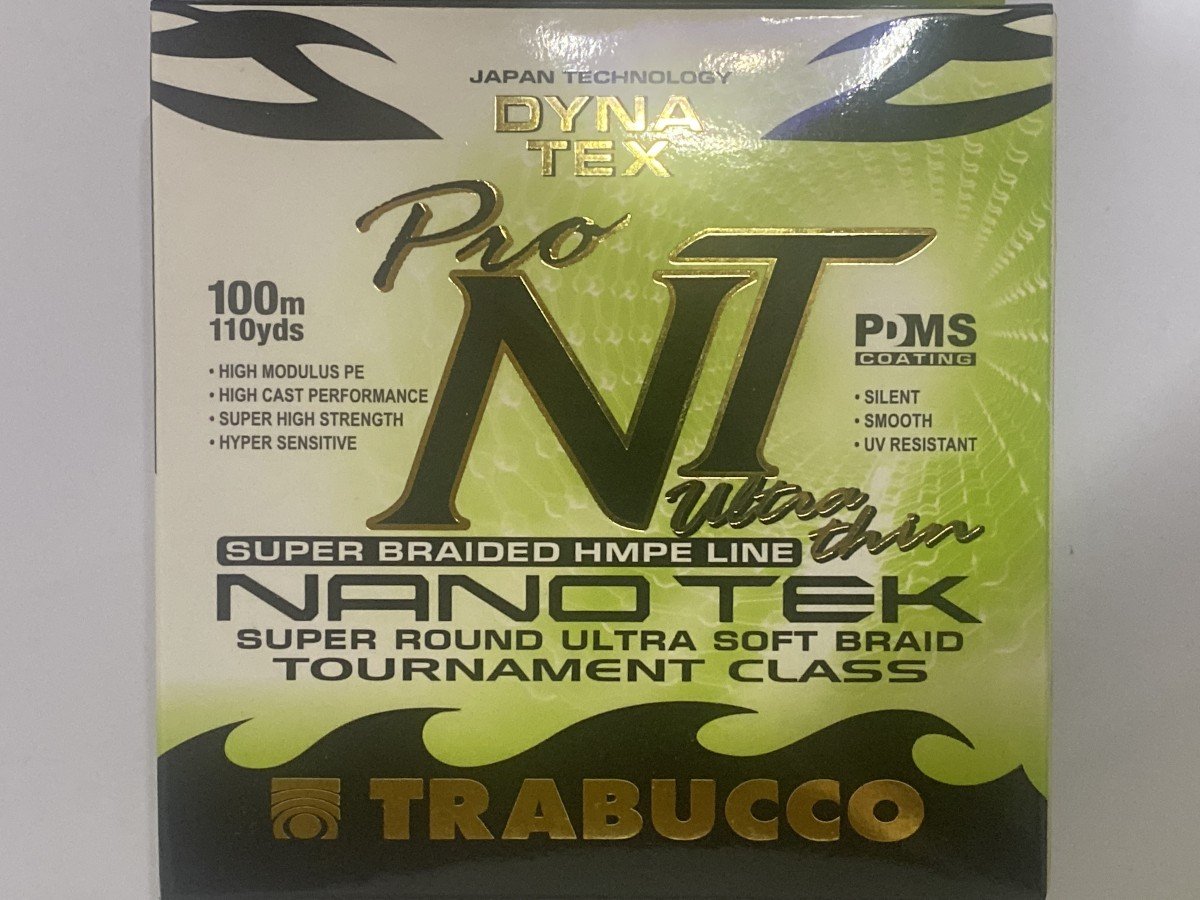 JAPAN TECHNOLOGY
DYNA
TEX
Pro
NT
Ultra
thin
100m
110yds
• HIGH MODULUS PE
• HIGH CAST PERFORMANCE
• SUPER HIGH STRENGTH
• HYPER SENSITIVE
PDMS
COATING
• SILENT
• SMOOTH
• UV RESISTANT
SUPER BRAIDED HMPE LINE
NANO TEK
SUPER ROUND ULTRA SOFT BRAID
TOURNAMENT CLASS
TRABUCCO